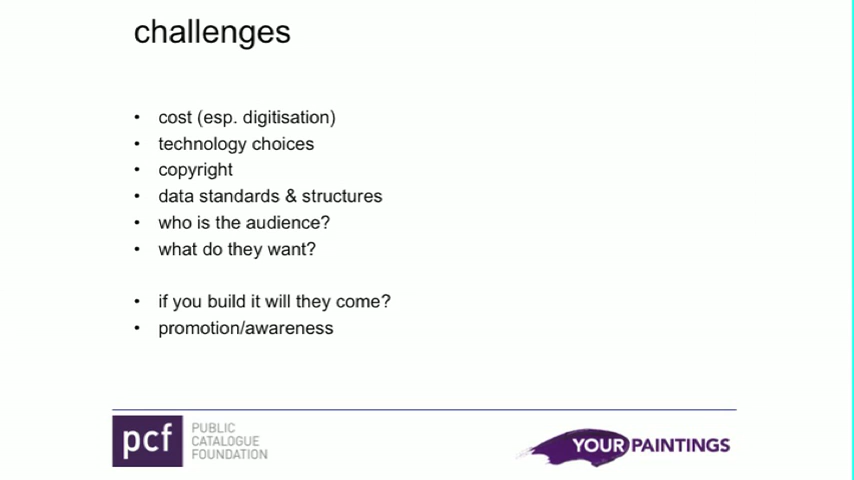 challenges
• cost (esp. digitisation)
• technology choices
• copyright
• data standards & structures
• who is the audience?
• what do they want?
• if you build it will they come?
• promotion/awareness
pcf
PUBLIC
CATALOGUE
FOUNDATION
YOUR PAINTINGS